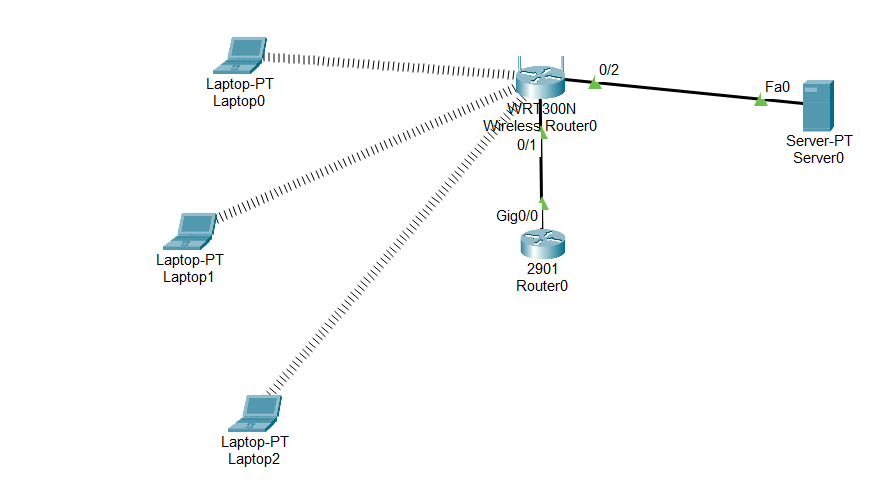 Laptop-PT
Laptop0
0/2
Fa0
WRT300N
Wireless Router0
0/1
Server-PT
Server0
Laptop-PT
Laptop1
Gig0/0
2901
Router0
Laptop-PT
Laptop2